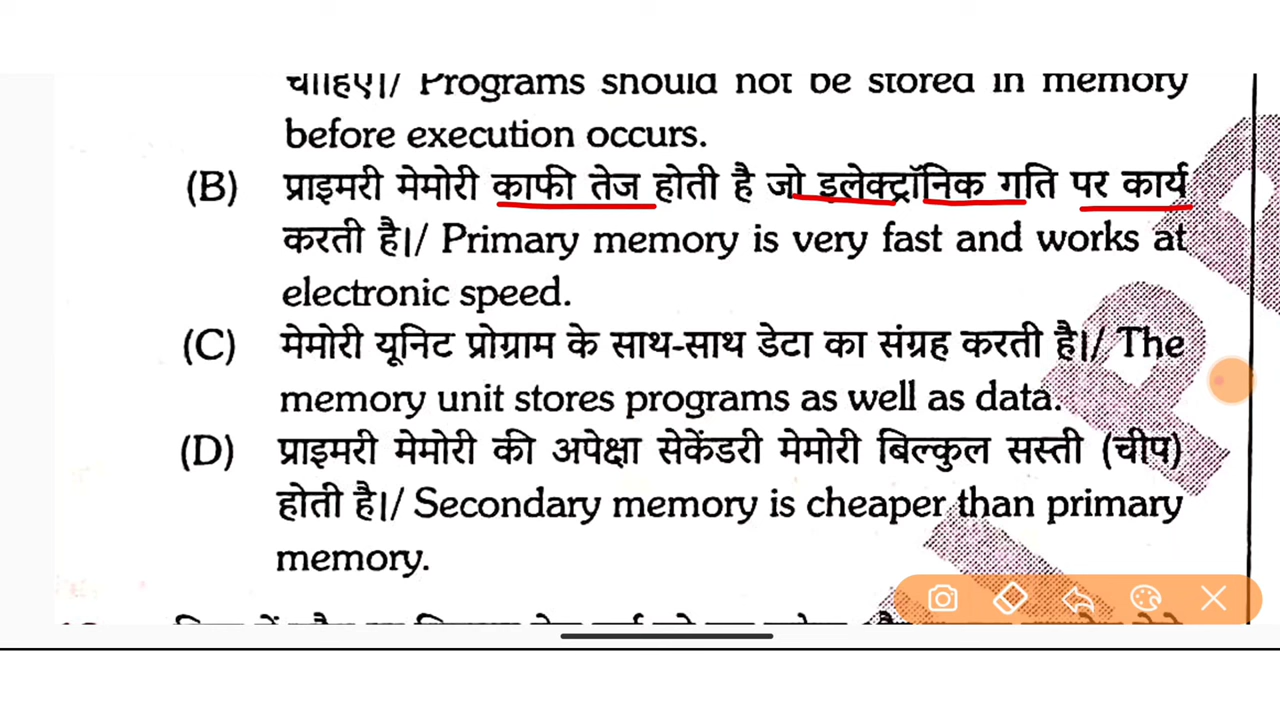 चाहिए।/ Programs should not be stored in memory
before execution occurs.
(B) प्राइमरी मेमोरी काफी तेज होती है जो इलेक्ट्रॉनिक गति पर कार्य
करती है।/ Primary memory is very fast and works at
electronic speed.
(C) मेमोरी यूनिट प्रोग्राम के साथ-साथ डेटा का संग्रह करती है।/ The
memory unit stores programs as well as data.
(D) प्राइमरी मेमोरी की अपेक्षा सेकेंडरी मेमोरी बिल्कुल सस्ती (चीप)
होती है।/ Secondary memory is cheaper than primary
memory.